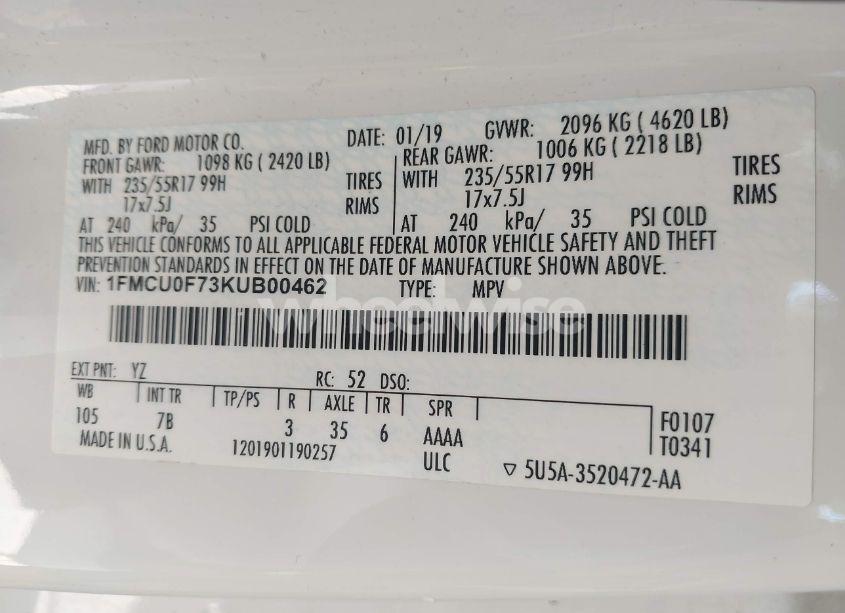 MFD. BY FORD MOTOR CO. DATE: 01/19 GVWR: 2096 KG ( 4620 LB)
FRONT GAWR: 1098 KG ( 2420 LB) REAR GAWR: 1006 KG ( 2218 LB)
WITH 235/55R17 99H TIRES WITH 235/55R17 99H TIRES
17x7.5J RIMS 17x7.5J RIMS
AT 240 kPa/ 35 PSI COLD AT 240 kPa/ 35 PSI COLD
THIS VEHICLE CONFORMS TO ALL APPLICABLE FEDERAL MOTOR VEHICLE SAFETY AND THEFT
PREVENTION STANDARDS IN EFFECT ON THE DATE OF MANUFACTURE SHOWN ABOVE.
VIN: 1FMCU0F73KUB00462 TYPE: MPV
wheelwise
EXT PNT: YZ RC: 52 DSO:
WB INT TR TP/PS R AXLE TR SPR
105 7B 3 35 6 AAAA F0107
MADE IN U.S.A. 1201901190257 ULC T0341
▽ 5U5A-3520472-AA